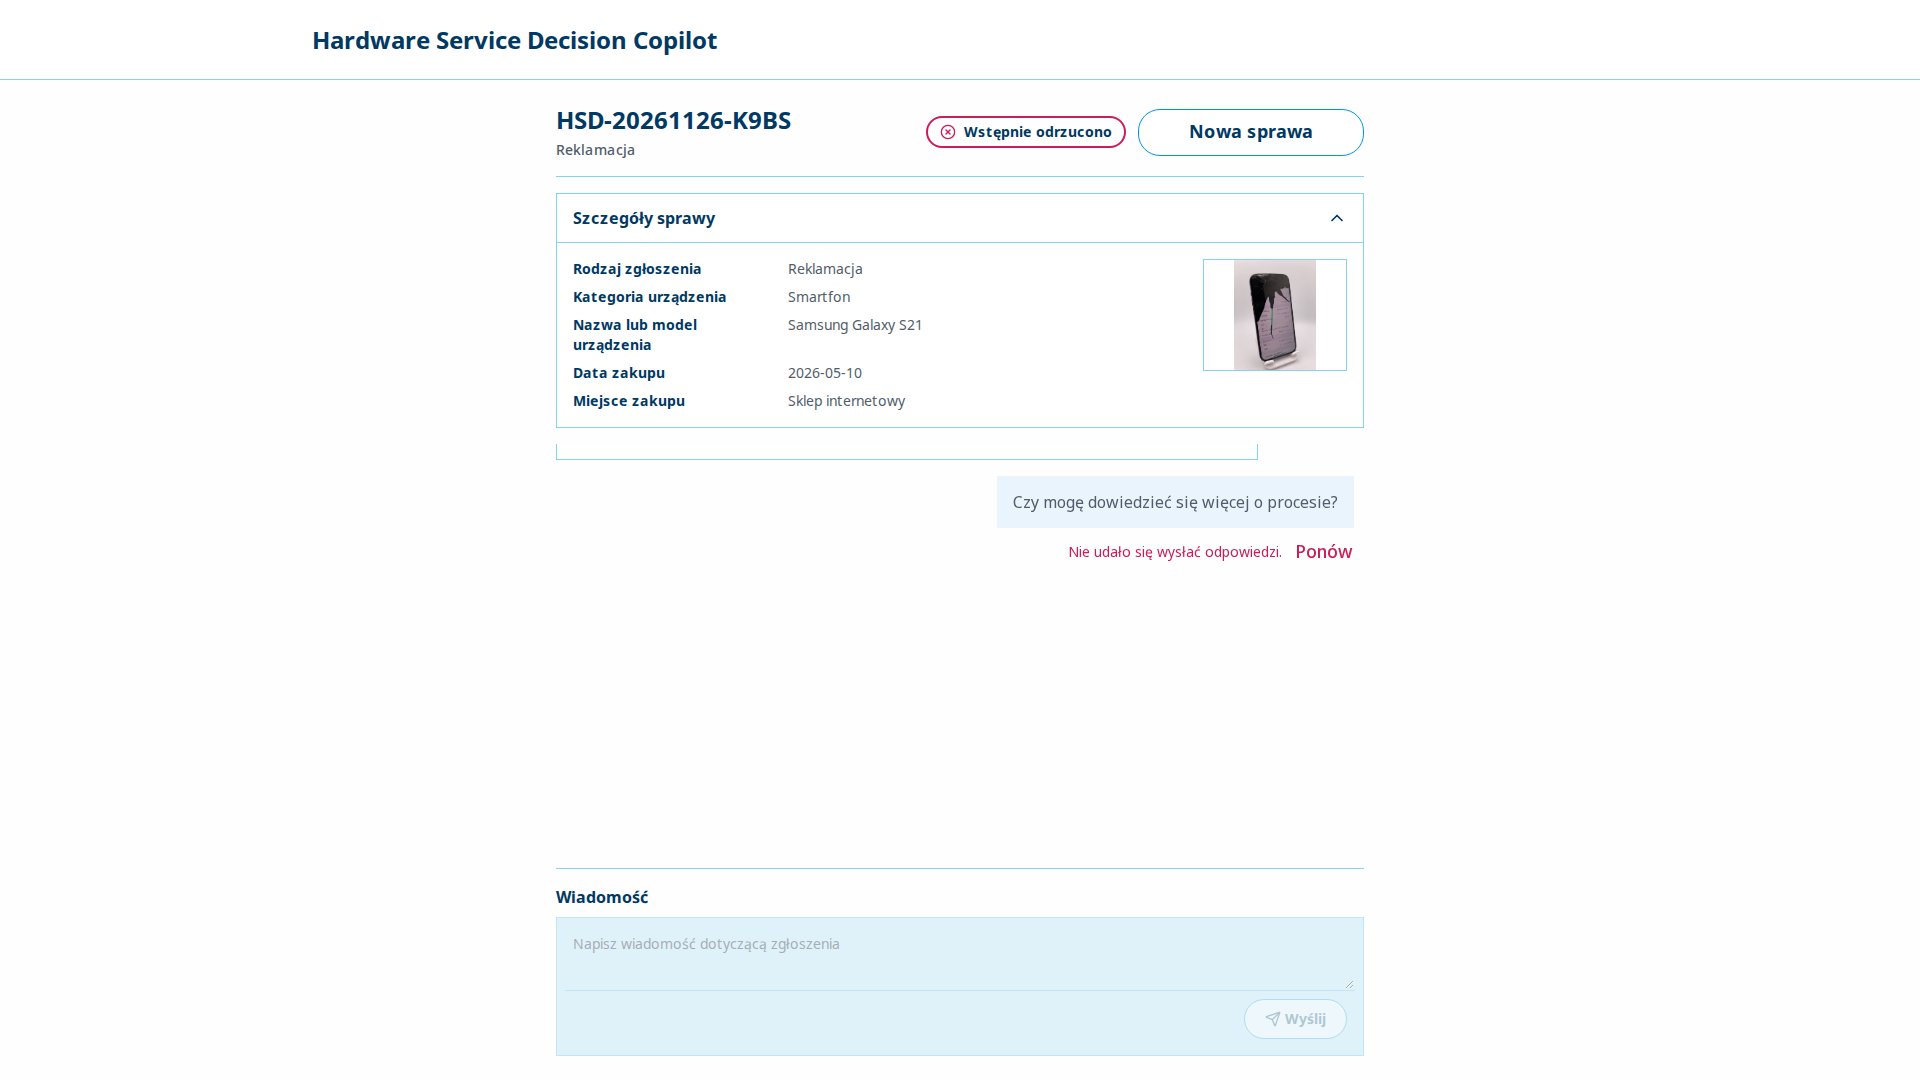 Hardware Service Decision Copilot
HSD-20261126-K9BS
Reklamacja
Wstępnie odrzucono
Nowa sprawa
Szczegóły sprawy
Rodzaj zgłoszenia
Reklamacja
Kategoria urządzenia
Smartfon
Nazwa lub model
urządzenia
Samsung Galaxy S21
Data zakupu
2026-05-10
Miejsce zakupu
Sklep internetowy
Czy mogę dowiedzieć się więcej o procesie?
Nie udało się wysłać odpowiedzi.
Ponów
Wiadomość
Napisz wiadomość dotyczącą zgłoszenia
Wyślij